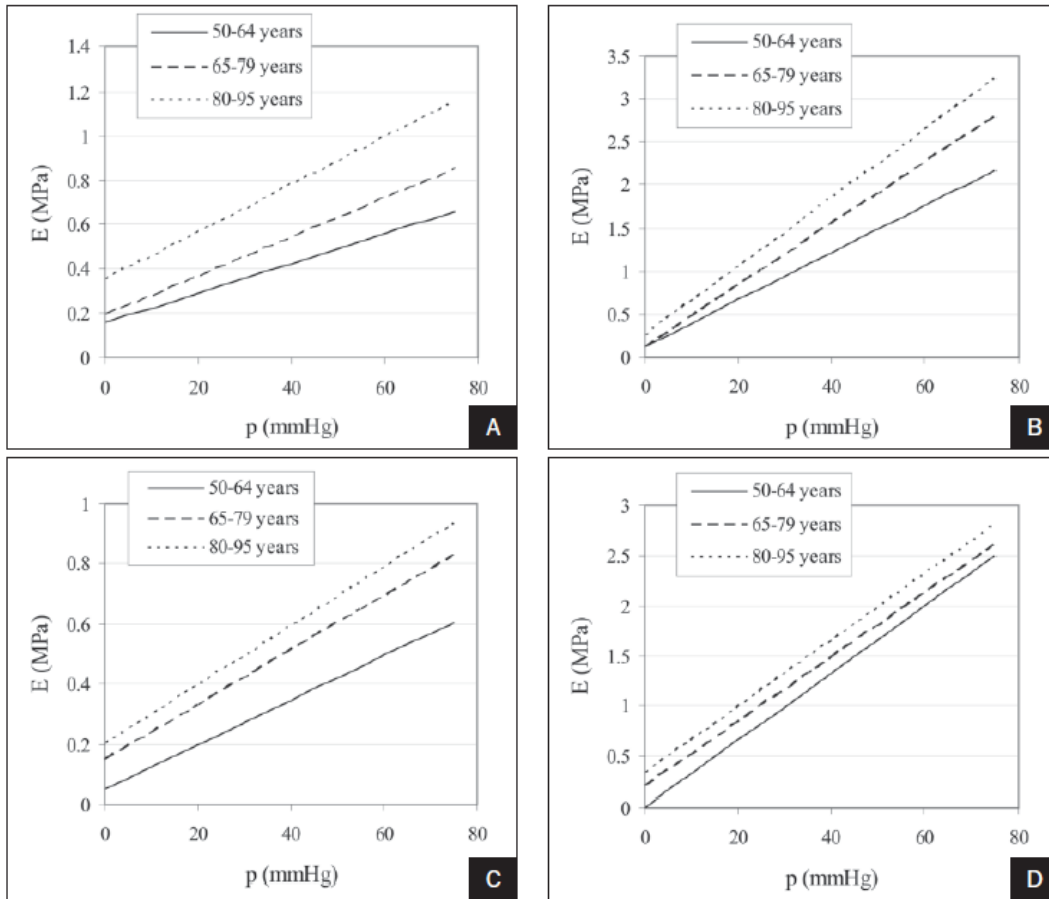 50-64 years
65-79 years
80-95 years
1.4
1.2
1
0.8
0.6
0.4
0.2
0
E (MPa)
0 20 40 60 80
p (mmHg)
A
50-64 years
65-79 years
80-95 years
3.5
3
2.5
2
1.5
1
0.5
0
E (MPa)
0 20 40 60 80
p (mmHg)
B
50-64 years
65-79 years
80-95 years
1
0.8
0.6
0.4
0.2
0
E (MPa)
0 20 40 60 80
p (mmHg)
C
50-64 years
65-79 years
80-95 years
3
2.5
2
1.5
1
0.5
0
E (MPa)
0 20 40 60 80
p (mmHg)
D